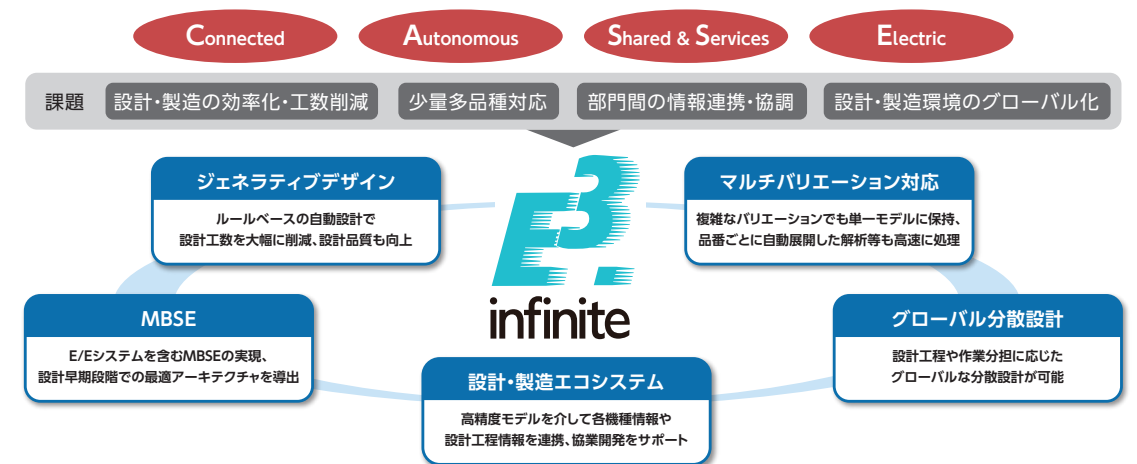 Connected
Autonomous
Shared & Services
Electric
課題
設計・製造の効率化・工数削減
少量多品種対応
部門間の情報連携・協調
設計・製造環境のグローバル化
ジェネラティブデザイン
ルールベースの自動設計で
設計工数を大幅に削減、設計品質も向上
E³.
infinite
マルチバリエーション対応
複雑なバリエーションでも単一モデルに保持、
品番ごとに自動展開した解析等も高速に処理
MBSE
E/Eシステムを含むMBSEの実現、
設計早期段階での最適アーキテクチャを導出
設計・製造エコシステム
高精度モデルを介して各機種情報や
設計工程情報を連携、協業開発をサポート
グローバル分散設計
設計工程や作業分担に応じた
グローバルな分散設計が可能